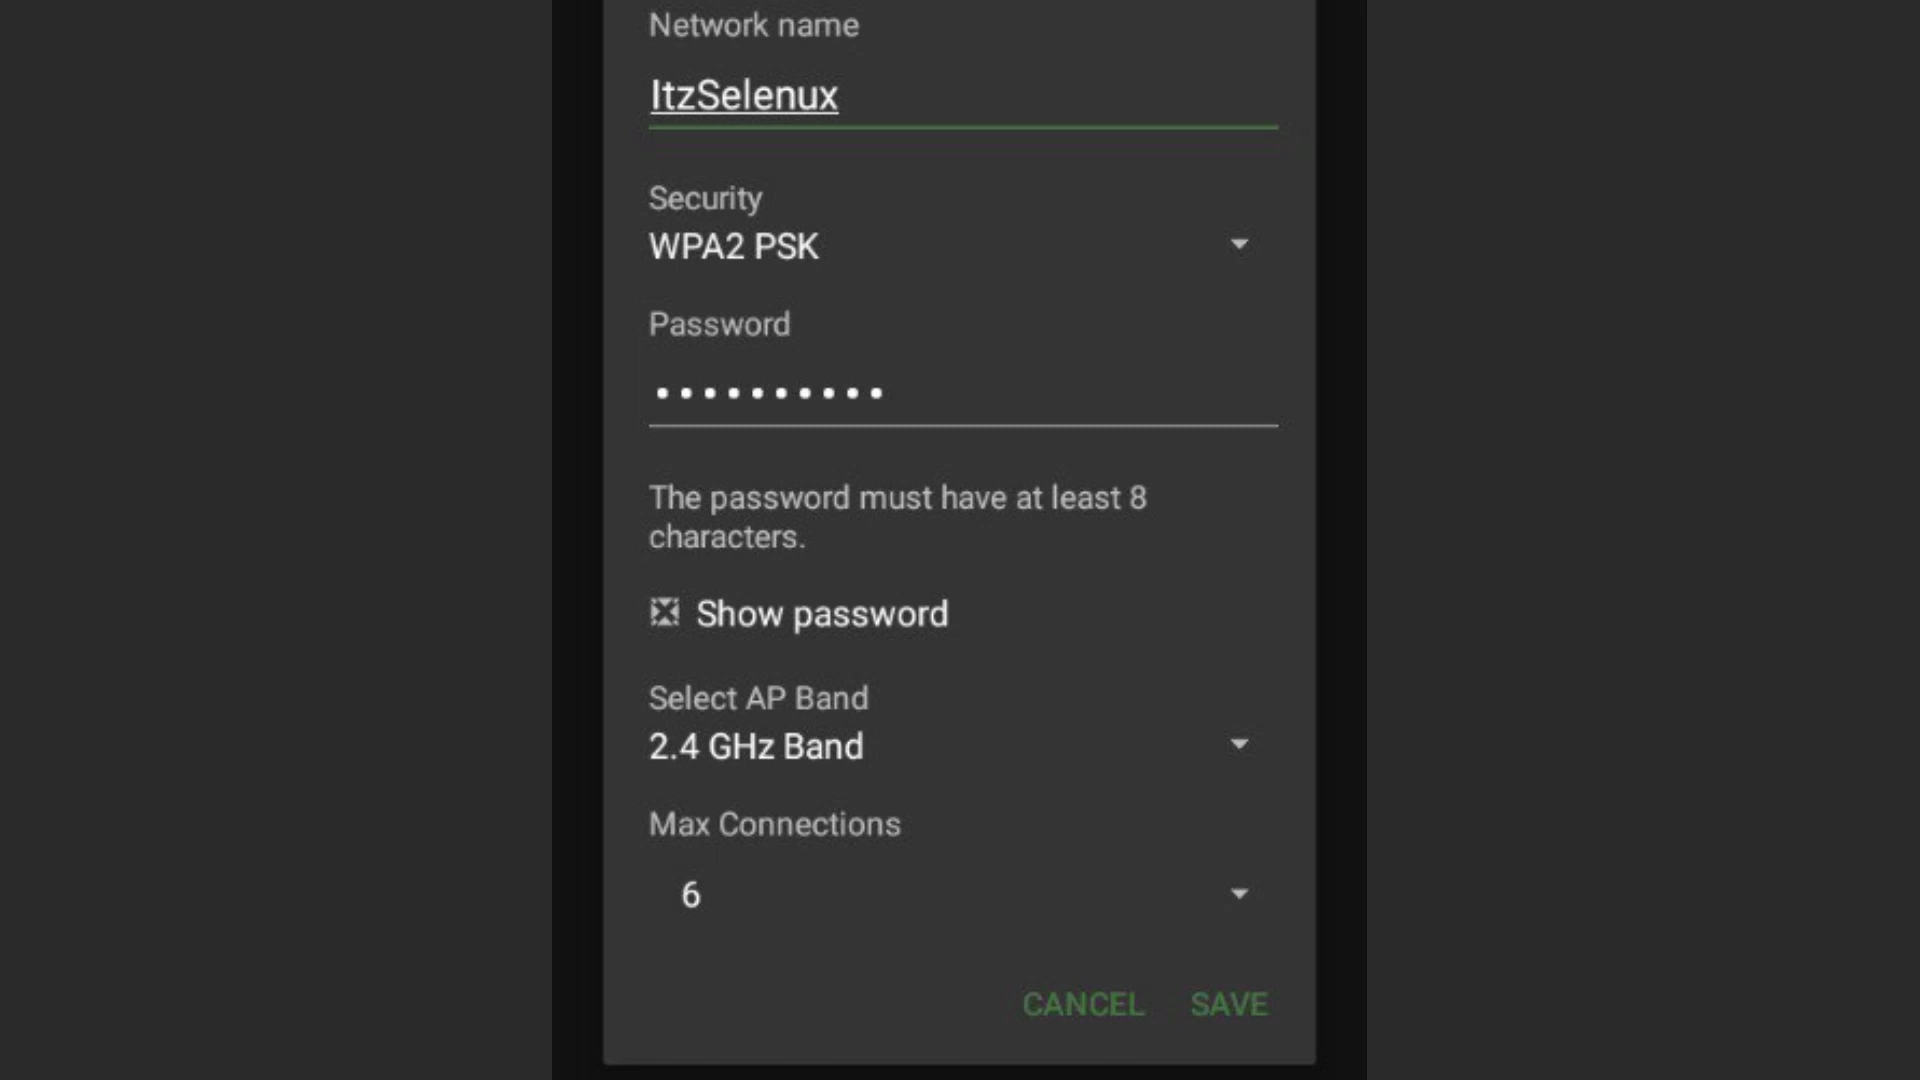 Network name
ItzSelenux
Security
WPA2 PSK
Password
••••••••••
The password must have at least 8
characters.
Show password
Select AP Band
2.4 GHz Band
Max Connections
6
CANCEL SAVE